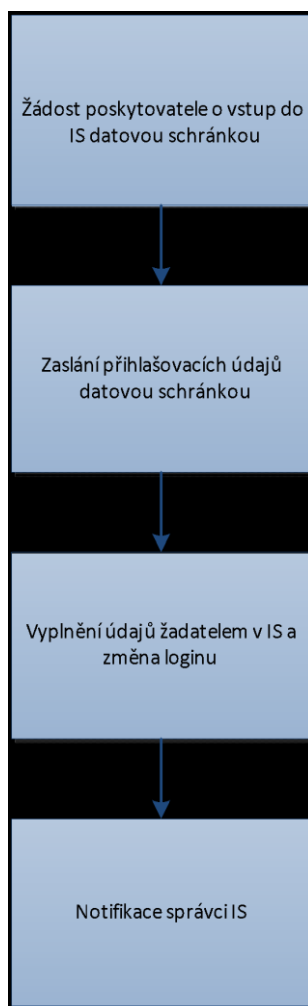 Žádost poskytovatele o vstup do
IS datovou schránkou
Zaslání přihlašovacích údajů
datovou schránkou
Vyplnění údajů žadatelem v IS a
změna loginu
Notifikace správci IS